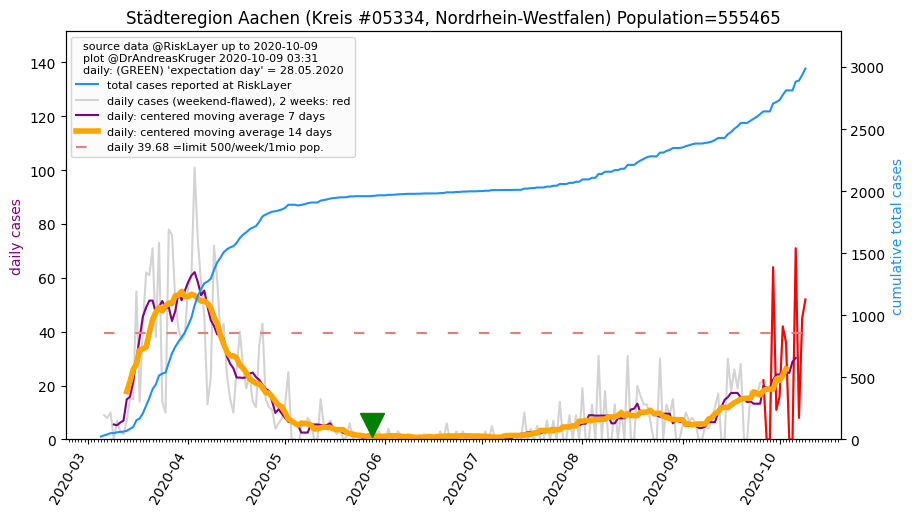 Städteregion Aachen (Kreis #05334, Nordrhein-Westfalen) Population=555465
source data @RiskLayer up to 2020-10-09
plot @DrAndreasKruger 2020-10-09 03:31
daily: (GREEN) 'expectation day' = 28.05.2020
total cases reported at RiskLayer
daily cases (weekend-flawed), 2 weeks: red
daily: centered moving average 7 days
daily: centered moving average 14 days
daily 39.68 =limit 500/week/1mio pop.
daily cases
140
120
100
80
60
40
20
0
cumulative total cases
3000
2500
2000
1500
1000
500
0
2020-03
2020-04
2020-05
2020-06
2020-07
2020-08
2020-09
2020-10